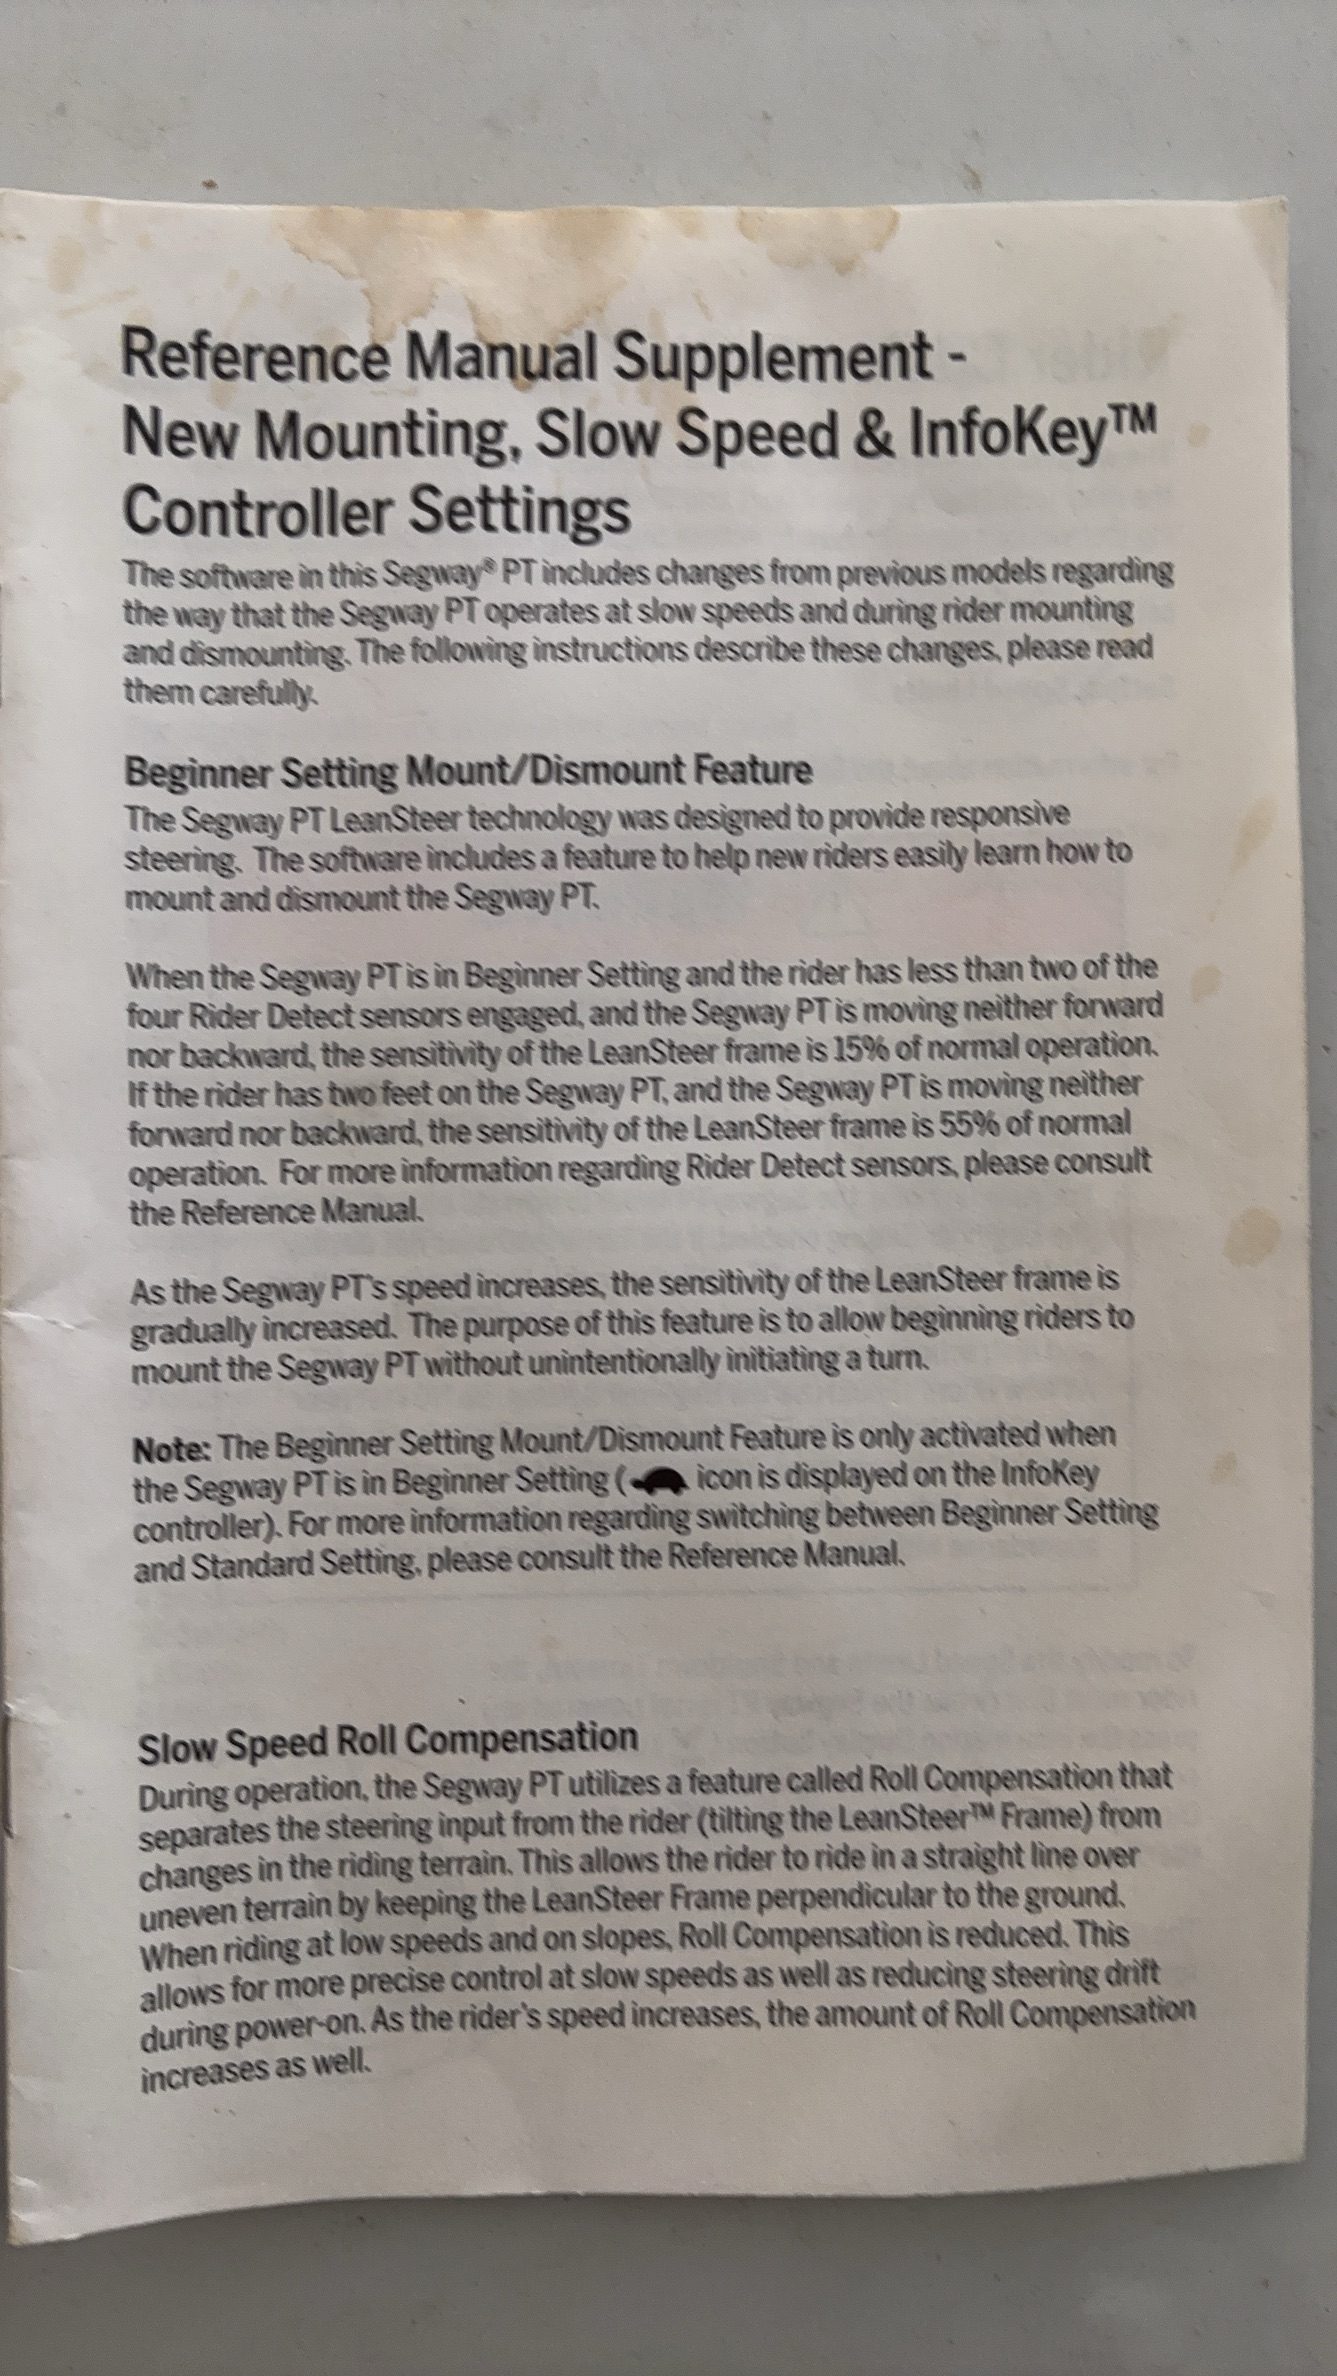 Reference Manual Supplement -
New Mounting, Slow Speed & InfoKey™
Controller Settings
The software in this Segway® PT includes changes from previous models regarding
the way that the Segway PT operates at slow speeds and during rider mounting
and dismounting. The following instructions describe these changes, please read
them carefully.
Beginner Setting Mount/Dismount Feature
The Segway PT LeanSteer technology was designed to provide responsive
steering. The software includes a feature to help new riders easily learn how to
mount and dismount the Segway PT.
When the Segway PT is in Beginner Setting and the rider has less than two of the
four Rider Detect sensors engaged, and the Segway PT is moving neither forward
nor backward, the sensitivity of the LeanSteer frame is 15% of normal operation.
If the rider has two feet on the Segway PT, and the Segway PT is moving neither
forward nor backward, the sensitivity of the LeanSteer frame is 55% of normal
operation. For more information regarding Rider Detect sensors, please consult
the Reference Manual.
As the Segway PT's speed increases, the sensitivity of the LeanSteer frame is
gradually increased. The purpose of this feature is to allow beginning riders to
mount the Segway PT without unintentionally initiating a turn.
Note: The Beginner Setting Mount/Dismount Feature is only activated when
the Segway PT is in Beginner Setting ( icon is displayed on the InfoKey
controller). For more information regarding switching between Beginner Setting
and Standard Setting, please consult the Reference Manual.
Slow Speed Roll Compensation
During operation, the Segway PT utilizes a feature called Roll Compensation that
separates the steering input from the rider (tilting the LeanSteer™ Frame) from
changes in the riding terrain. This allows the rider to ride in a straight line over
uneven terrain by keeping the LeanSteer Frame perpendicular to the ground.
When riding at low speeds and on slopes, Roll Compensation is reduced. This
allows for more precise control at slow speeds as well as reducing steering drift
during power-on. As the rider's speed increases, the amount of Roll Compensation
increases as well.